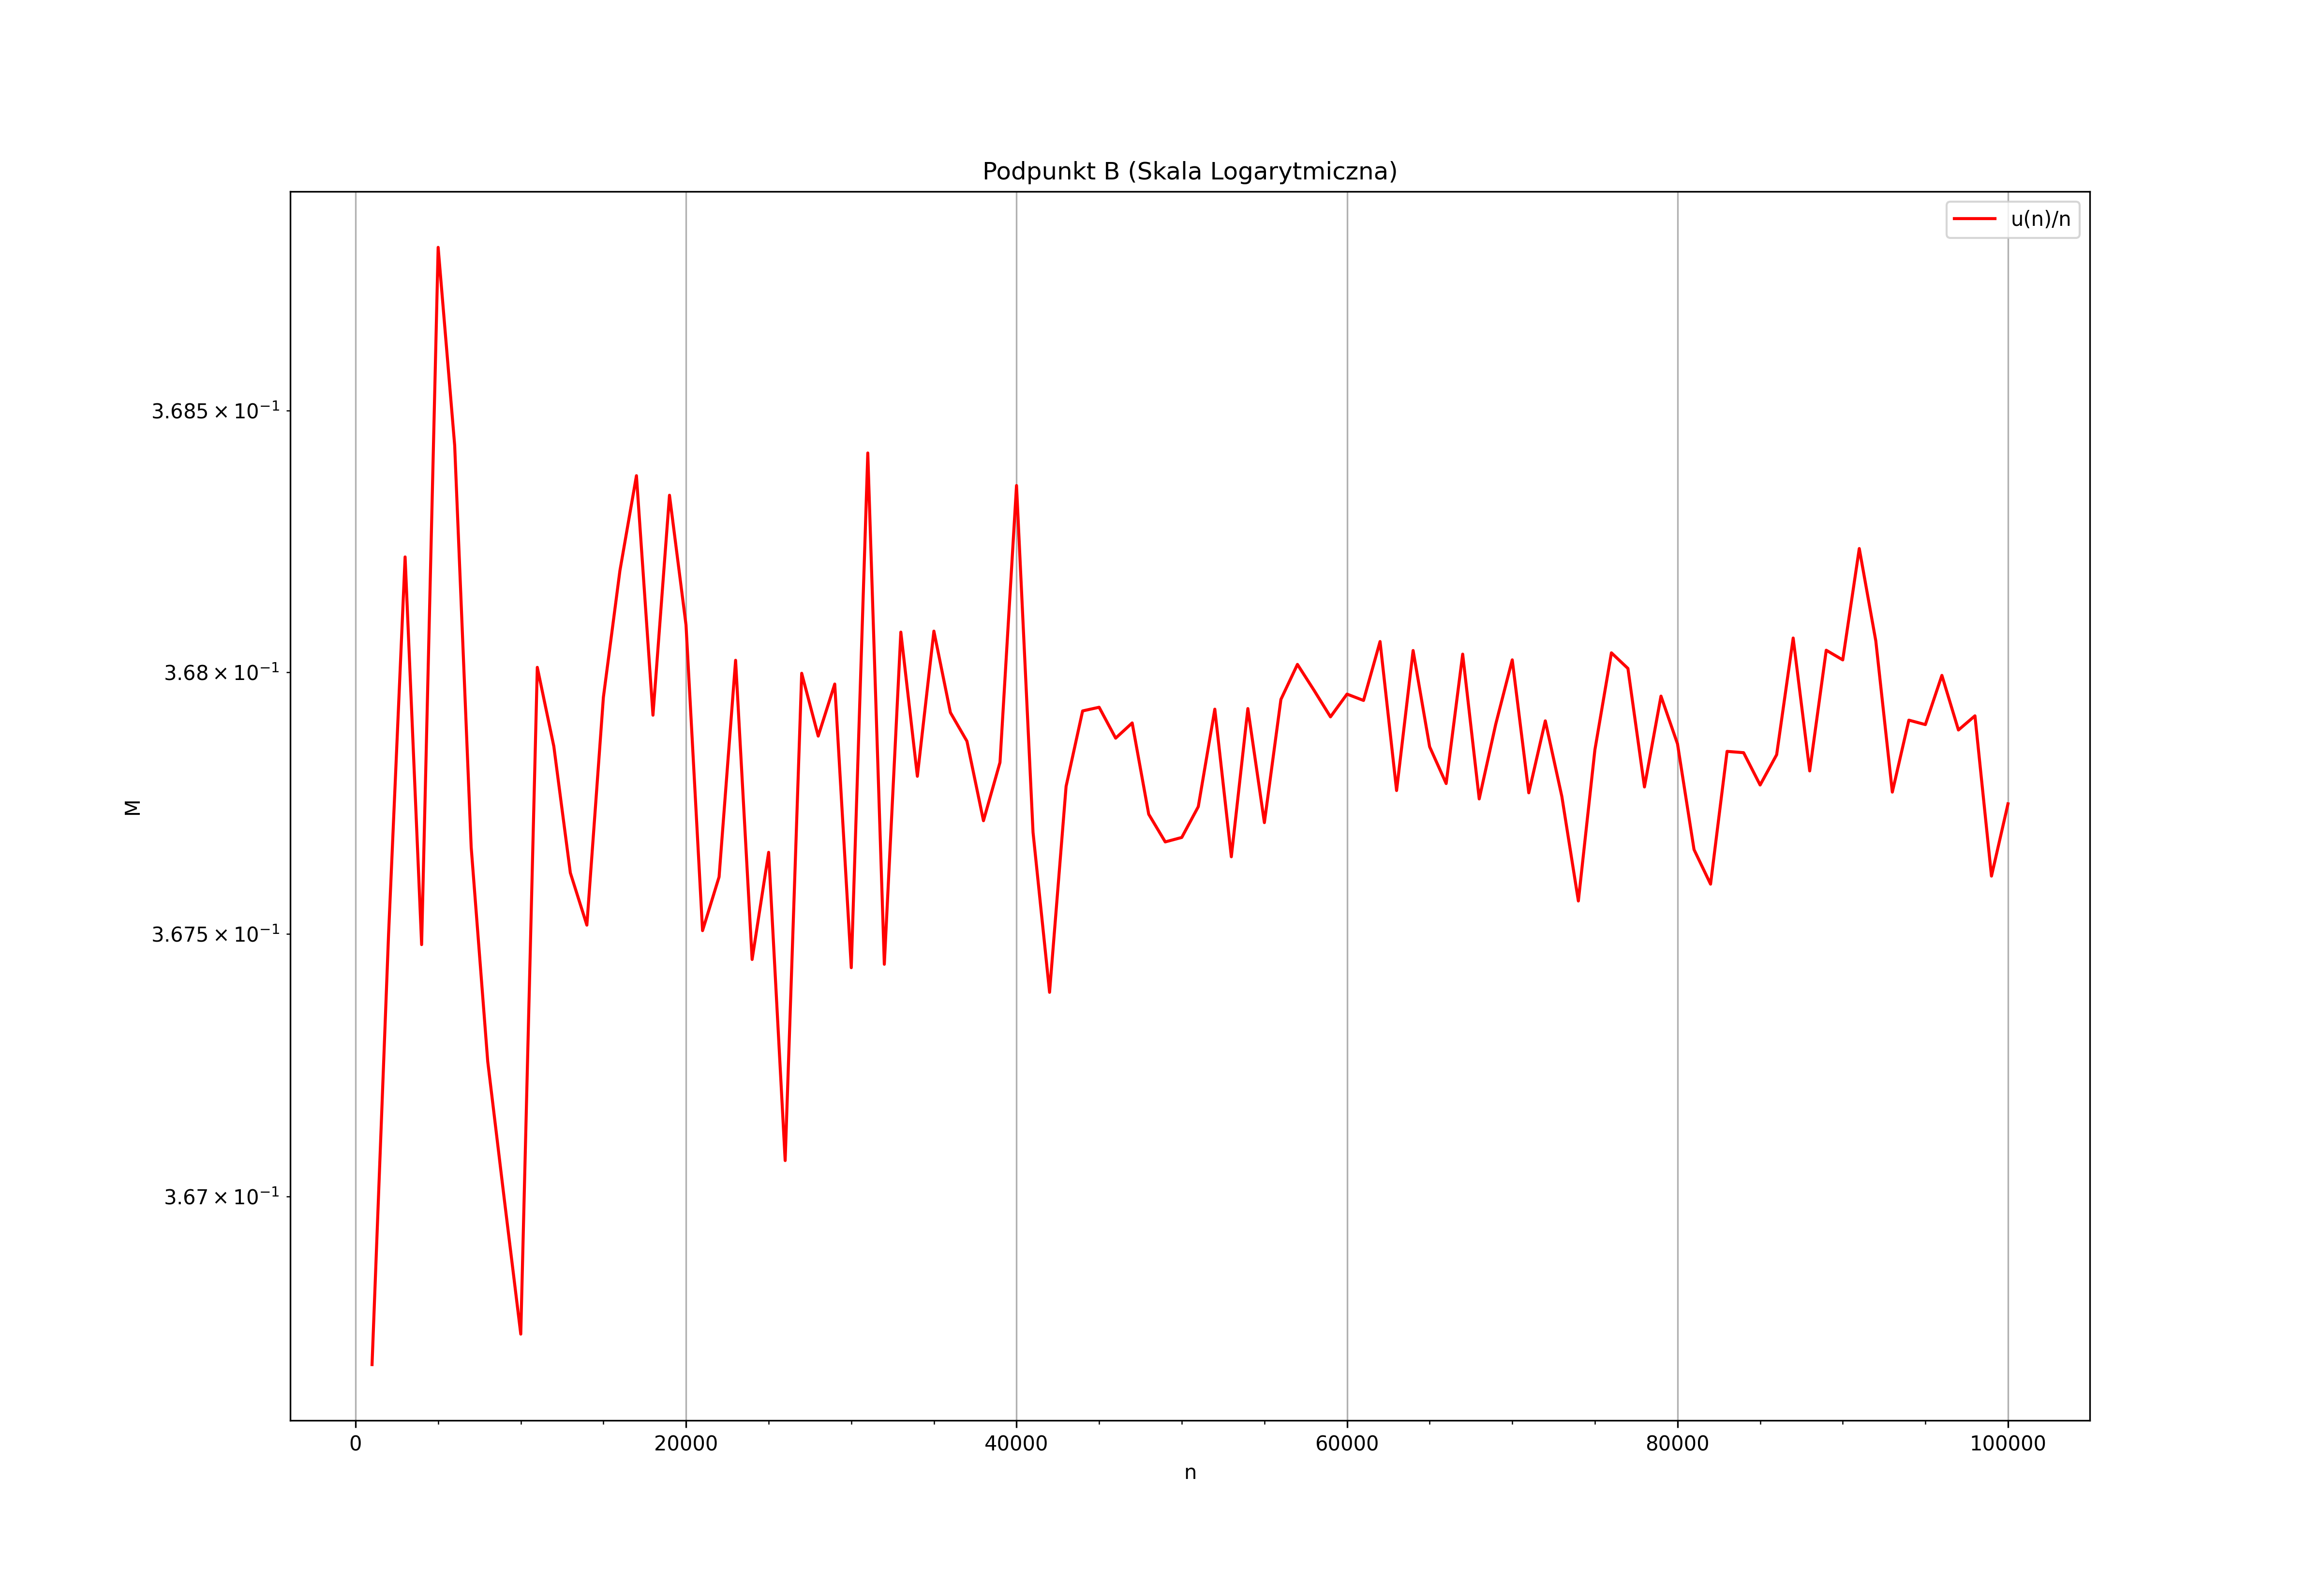 Podpunkt B (Skala Logarytmiczna)
u(n)/n
3.685 × 10⁻¹
3.68 × 10⁻¹
3.675 × 10⁻¹
3.67 × 10⁻¹
M
0 20000 40000 60000 80000 100000
n